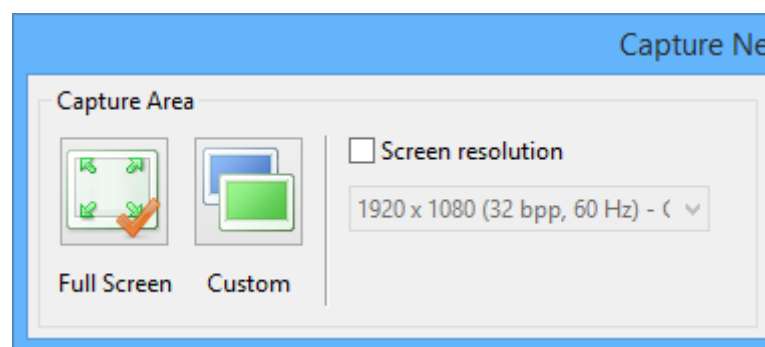 Capture Ne
Capture Area
Screen resolution
1920 x 1080 (32 bpp, 60 Hz) - (
Full Screen
Custom